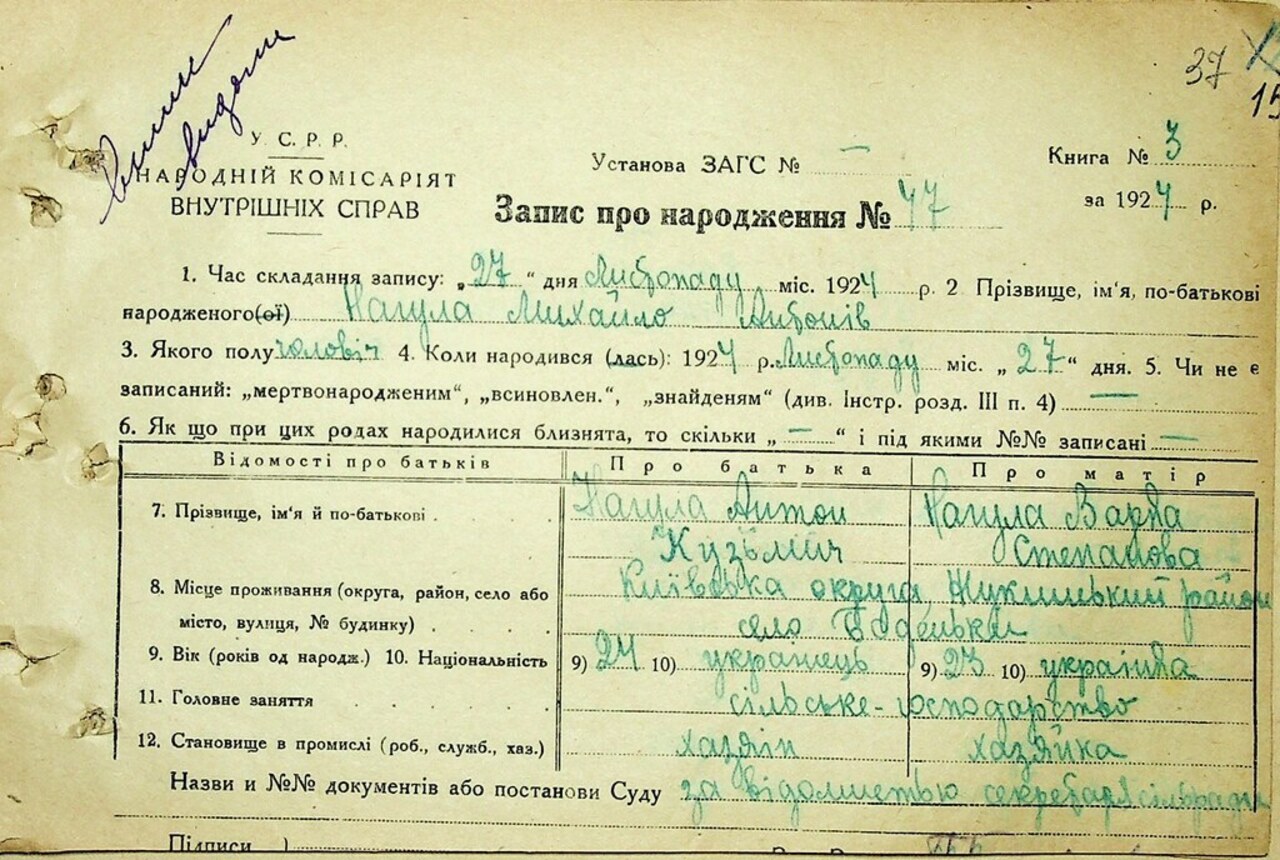 Виписи видоми
37
15
У. С. Р. Р.
НАРОДНІЙ КОМІСАРІЯТ
ВНУТРІШНІХ СПРАВ
Установа ЗАГС № —
Книга № 3
за 1924 р.
Запис про народження № 47
1. Час складання запису: „27“ дня Листопаду міс. 1924 р. 2 Прізвище, ім'я, по-батькові
народженого(ої) Нагула Михайло Антонів
3. Якого полу чоловіч 4. Коли народився (лась): 1924 р. Листопаду міс. „27“ дня. 5. Чи не є
записаний: „мертвонародженим“, „всиновлен.“, „знайденям“ (див. Інстр. розд. III п. 4) —
6. Як що при цих родах народилися близнята, то скільки „—“ і під якими №№ записані —
Відомості про батьків Про батька Про матір
7. Прізвище, ім'я й по-батькові Нагула Антон Нагула Варка
Кузьмич Степанова
8. Місце проживання (округа, район, село або Київська округа район
місто, вулиця, № будинку) село
9. Вік (років од народж.) 10. Національність 9) 24 10) українець 9) 23 10) українка
11. Головне заняття сільське-господарство
12. Становище в промислі (роб., служб., хаз.) хазяін хазяйка
Назви и №№ документів або постанови Суду за відомистью секретаря сільради
Підписи